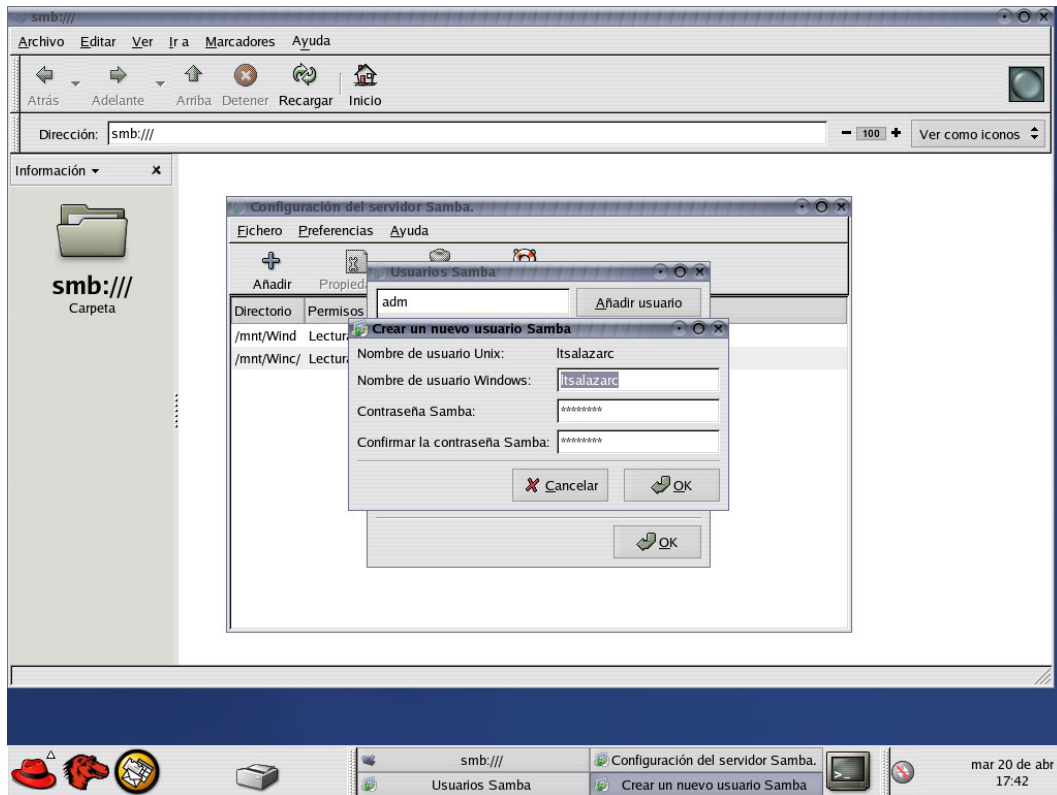 smb:///
Archivo Editar Ver Ir a Marcadores Ayuda
Atrás Adelante Arriba Detener Recargar Inicio
Dirección: smb:/// 100 Ver como iconos
Información
smb:///
Carpeta
Configuración del servidor Samba.
Fichero Preferencias Ayuda
Añadir Propied
Directorio Permisos
/mnt/Wind Lectura
/mnt/Winc/ Lectura
Usuarios Samba
adm Añadir usuario
Crear un nuevo usuario Samba
Nombre de usuario Unix: ltsalazarc
Nombre de usuario Windows: ltsalazarc
Contraseña Samba: ********
Confirmar la contraseña Samba: ********
Cancelar OK
OK
smb:/// Configuración del servidor Samba.
Usuarios Samba Crear un nuevo usuario Samba
mar 20 de abr
17:42